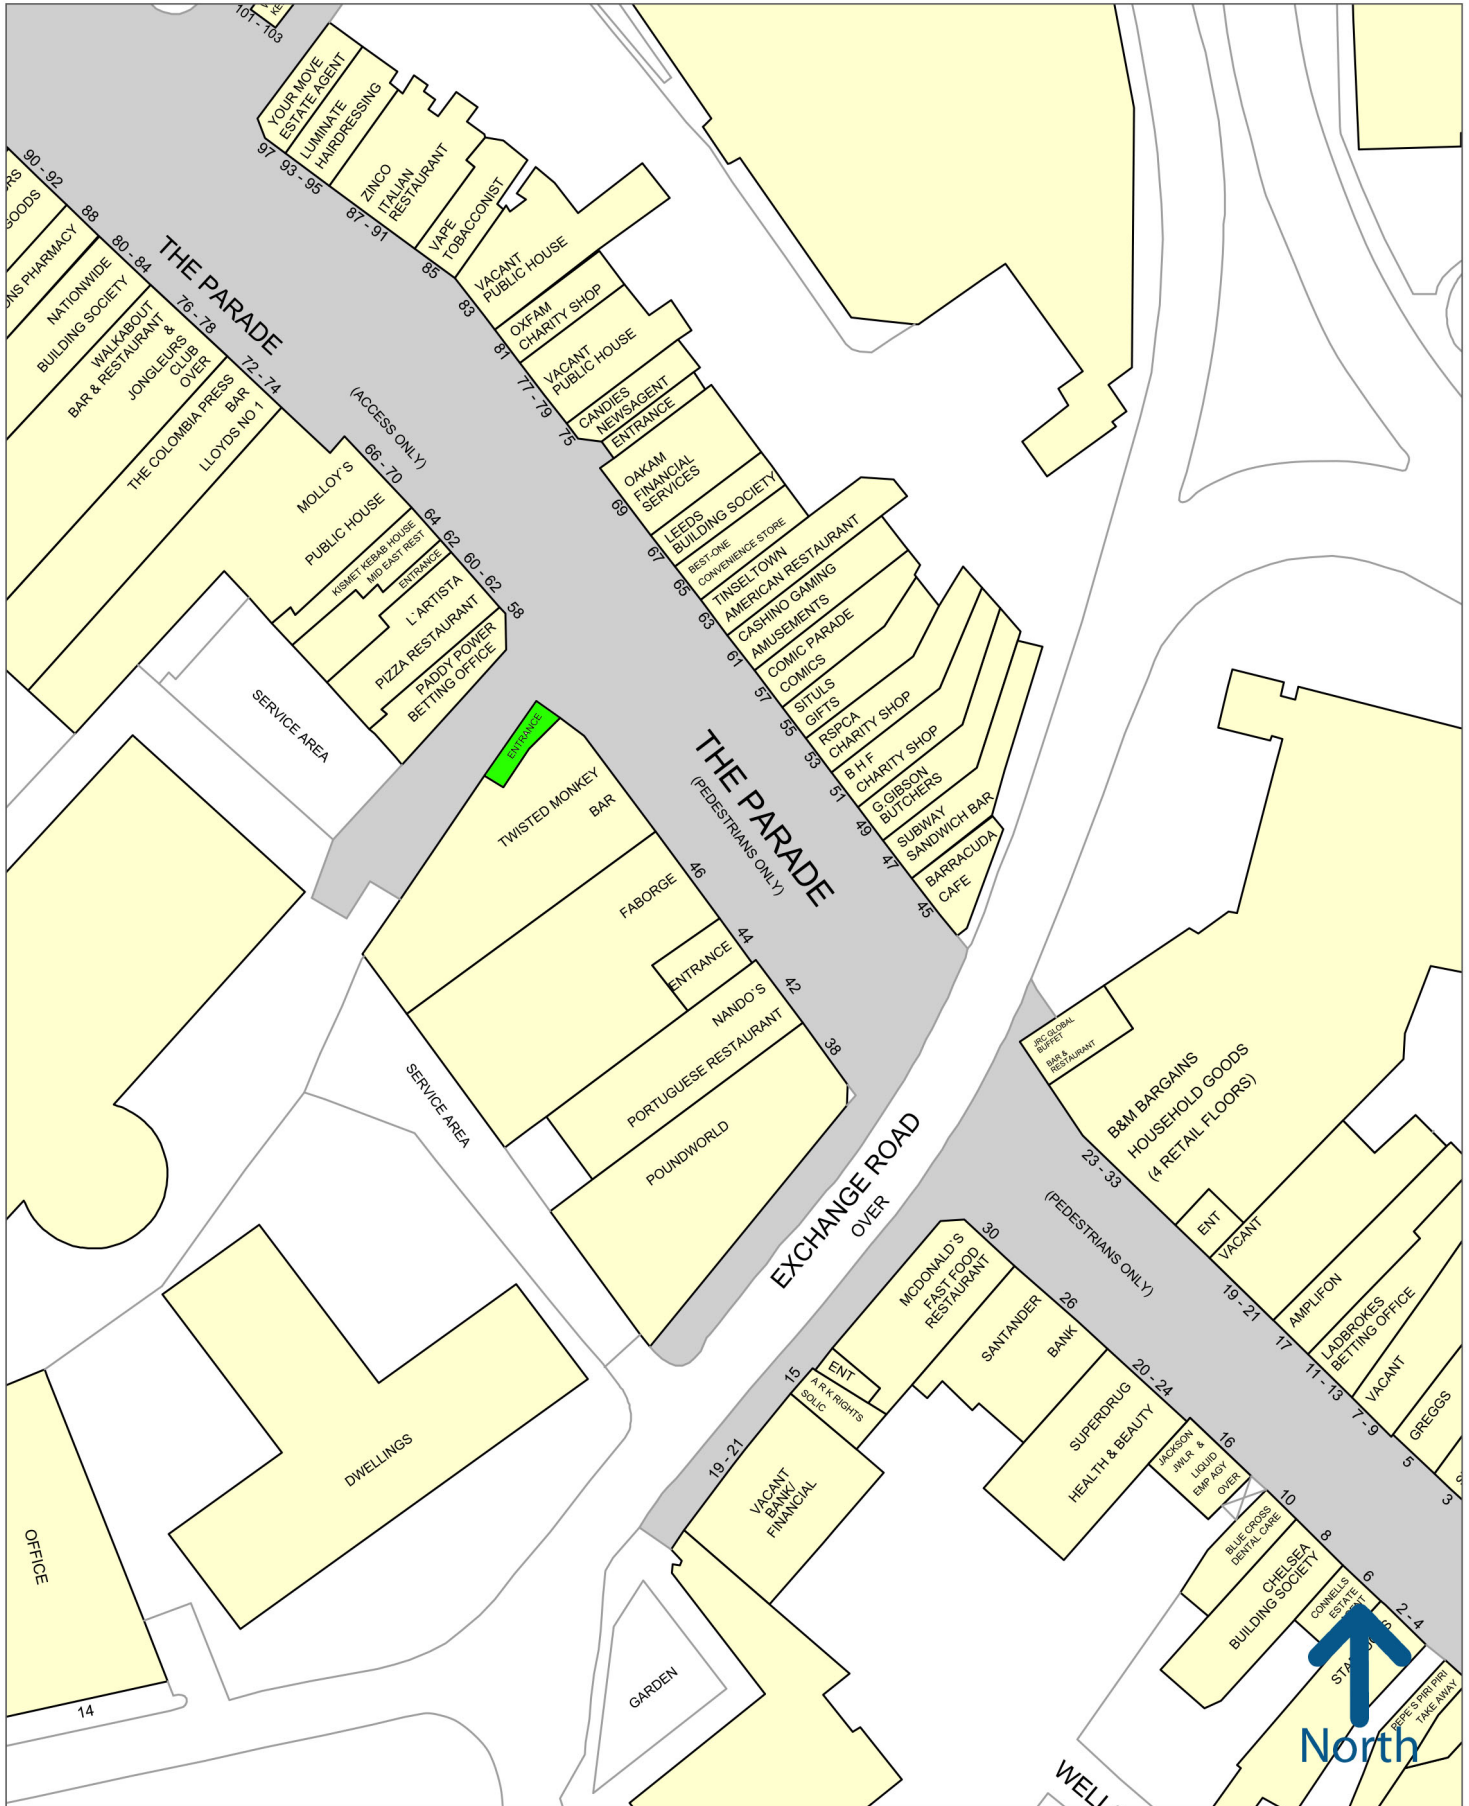 101 - 103
YOUR MOVE
ESTATE AGENT
LUMINATE
HAIRDRESSING
ZINCO
ITALIAN
RESTAURANT
VAPE
TOBACCONIST
VACANT
PUBLIC HOUSE
OXFAM
CHARITY SHOP
VACANT
PUBLIC HOUSE
CANDIES
NEWSAGENT
ENTRANCE
OAKAM
FINANCIAL
SERVICES
LEEDS
BUILDING SOCIETY
BEST-ONE
CONVENIENCE STORE
TINSELTOWN
AMERICAN RESTAURANT
CASHINO GAMING
AMUSEMENTS
COMIC PARADE
COMICS
SITULS
GIFTS
RSPCA
CHARITY SHOP
B H F
CHARITY SHOP
G.GIBSON
BUTCHERS
SUBWAY
SANDWICH BAR
BARRACUDA
CAFE
97
93 - 95
87 - 91
85
83
81
77 - 79
75
69
67
65
63
61
57
55
53
51
49
47
45
90 - 92
88
80 - 84
76 - 78
72 - 74
66 - 70
64
62
60 - 62
58
THE PARADE
(ACCESS ONLY)
RS
GOODS
ONS PHARMACY
NATIONWIDE
BUILDING SOCIETY
WALKABOUT
BAR & RESTAURANT &
JONGLEURS
CLUB
OVER
THE COLOMBIA PRESS
BAR
LLOYDS NO 1
MOLLOY`S
PUBLIC HOUSE
KISMET KEBAB HOUSE
MID EAST REST
ENTRANCE
L`ARTISTA
PIZZA RESTAURANT
PADDY POWER
BETTING OFFICE
SERVICE AREA
ENTRANCE
TWISTED MONKEY
BAR
FABORGE
ENTRANCE
NANDO`S
PORTUGUESE RESTAURANT
POUNDWORLD
46
44
42
38
THE PARADE
(PEDESTRIANS ONLY)
SERVICE AREA
EXCHANGE ROAD
OVER
JRC GLOBAL
BUFFET
BAR &
RESTAURANT
B&M BARGAINS
HOUSEHOLD GOODS
(4 RETAIL FLOORS)
ENT
VACANT
AMPLIFON
LADBROKES
BETTING OFFICE
VACANT
GREGGS
23 - 33
19 - 21
17
11 - 13
7 - 9
5
3
(PEDESTRIANS ONLY)
30
26
20 - 24
16
10
8
6
2 - 4
MCDONALD`S
FAST FOOD
RESTAURANT
SANTANDER
BANK
SUPERDRUG
HEALTH & BEAUTY
JACKSON
JWLR &
LIQUID
EMP AGY
OVER
BLUE CROSS
DENTAL CARE
CHELSEA
BUILDING SOCIETY
CONNELLS
ESTATE
PEPE`S PIRI PIRI
TAKE AWAY
15
ENT
A R K RIGHTS
SOLIC
19 - 21
VACANT
BANK/
FINANCIAL
DWELLINGS
OFFICE
14
GARDEN
North